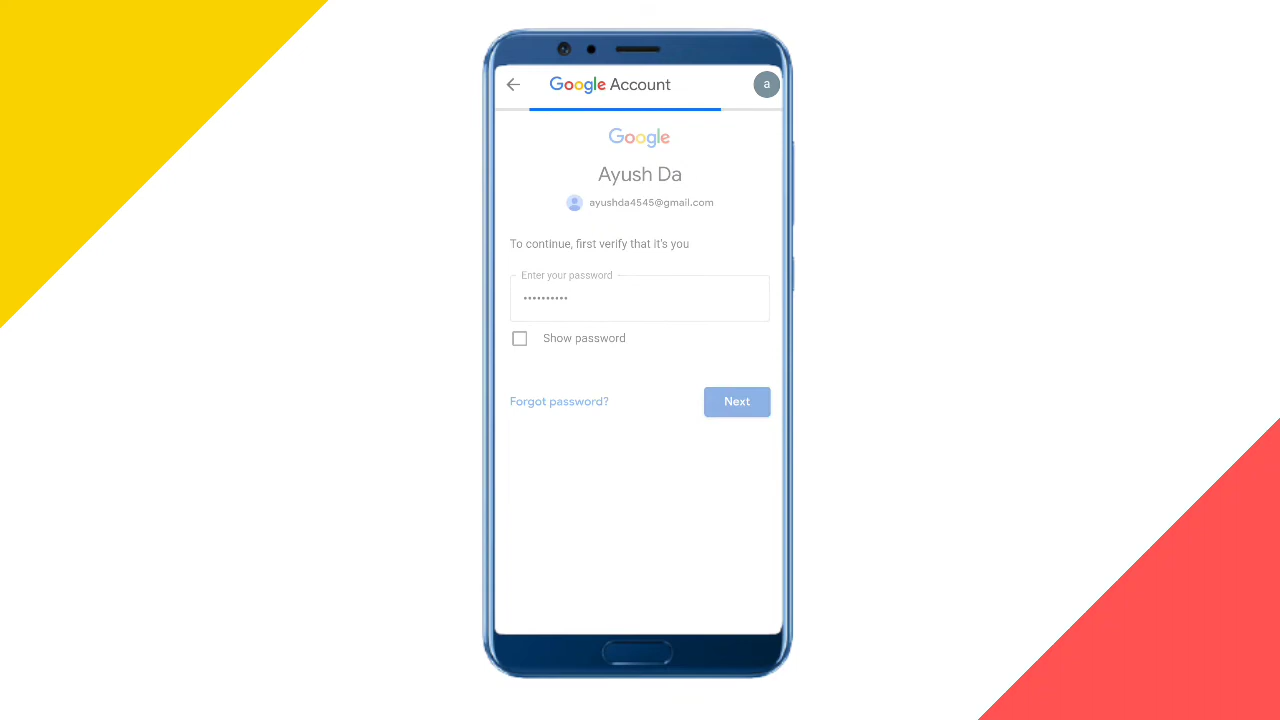 Google Account
a
Google
Ayush Da
ayushda4545@gmail.com
To continue, first verify that it's you
Enter your password
••••••••••
Show password
Forgot password?
Next